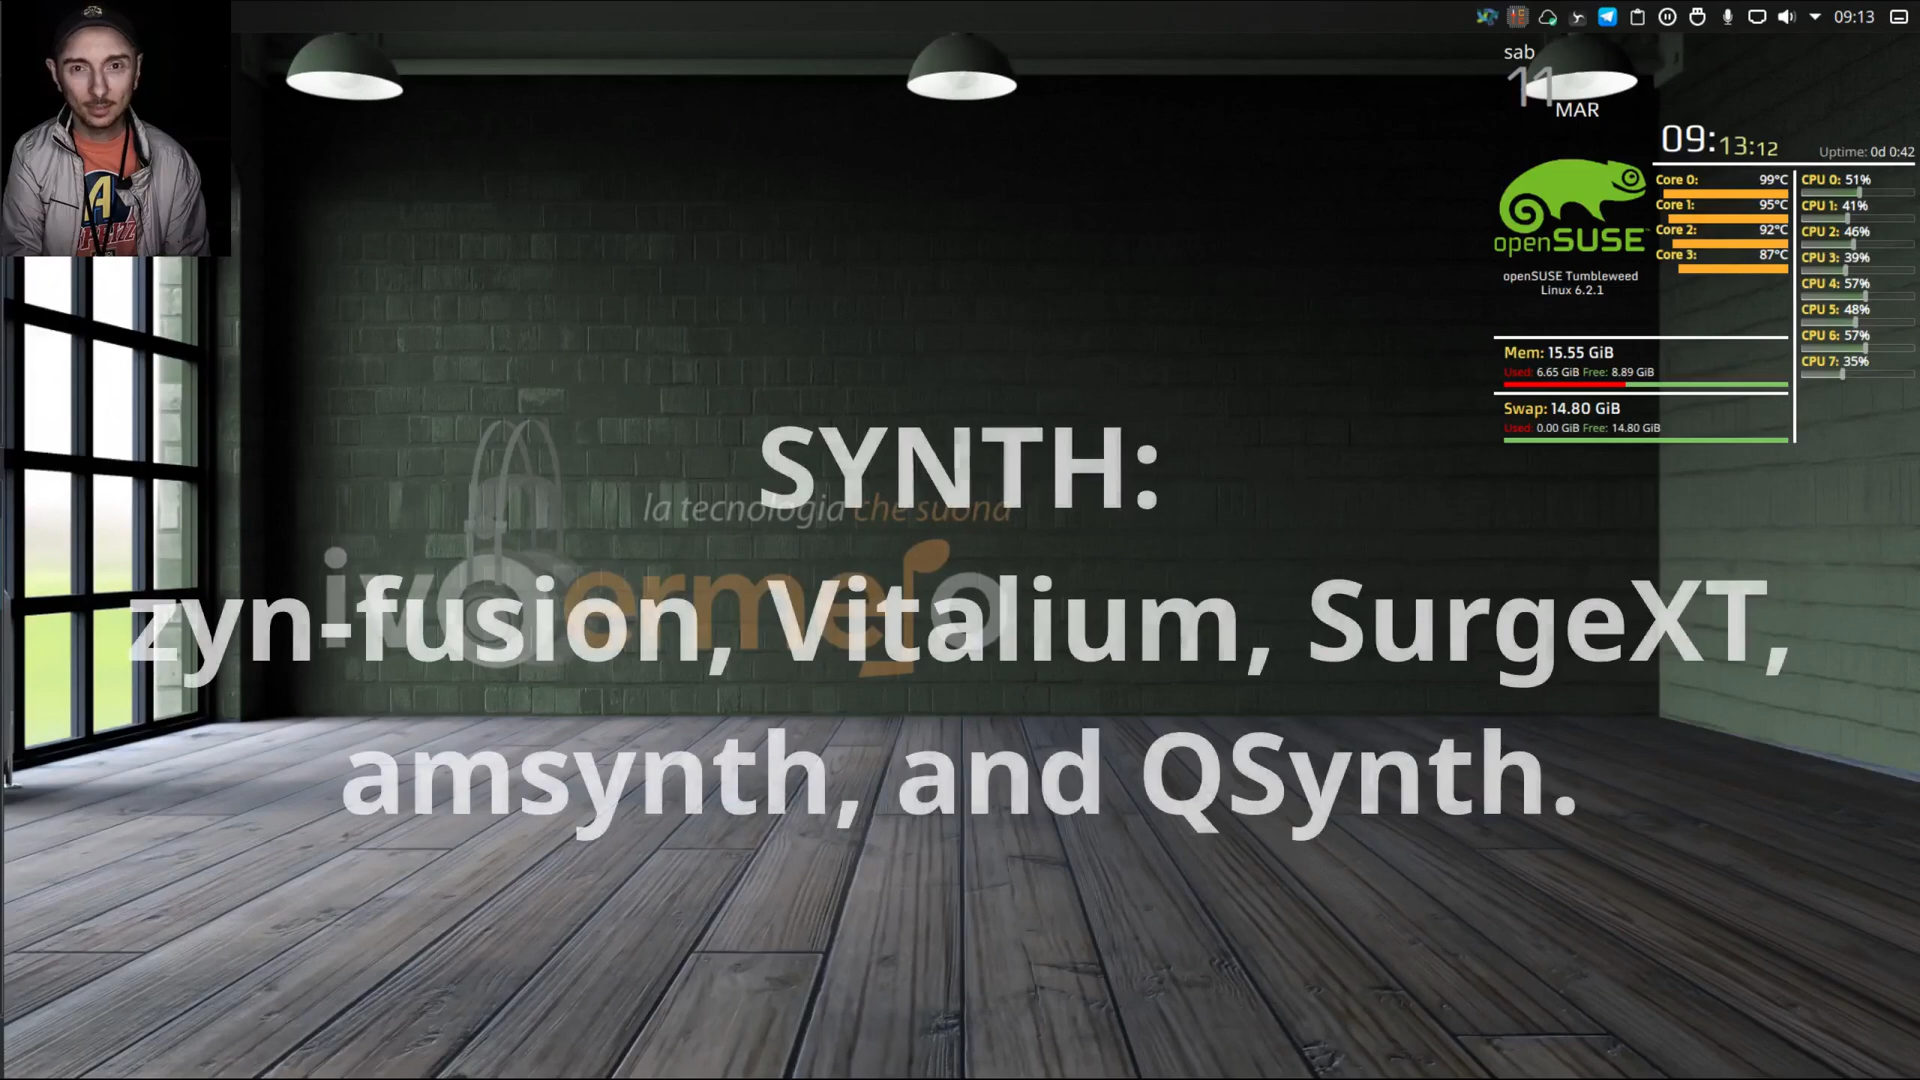 09:13
sab
11
MAR
09:13:12
Uptime: 0d 0:42
openSUSE
openSUSE Tumbleweed
Linux 6.2.1
Core 0: 99°C
Core 1: 95°C
Core 2: 92°C
Core 3: 87°C
CPU 0: 51%
CPU 1: 41%
CPU 2: 46%
CPU 3: 39%
CPU 4: 57%
CPU 5: 48%
CPU 6: 57%
CPU 7: 35%
Mem: 15.55 GiB
Used: 6.65 GiB Free: 8.89 GiB
Swap: 14.80 GiB
Used: 0.00 GiB Free: 14.80 GiB
SYNTH:
la tecnologia che suona
zyn-fusion, Vitalium, SurgeXT,
amsynth, and QSynth.